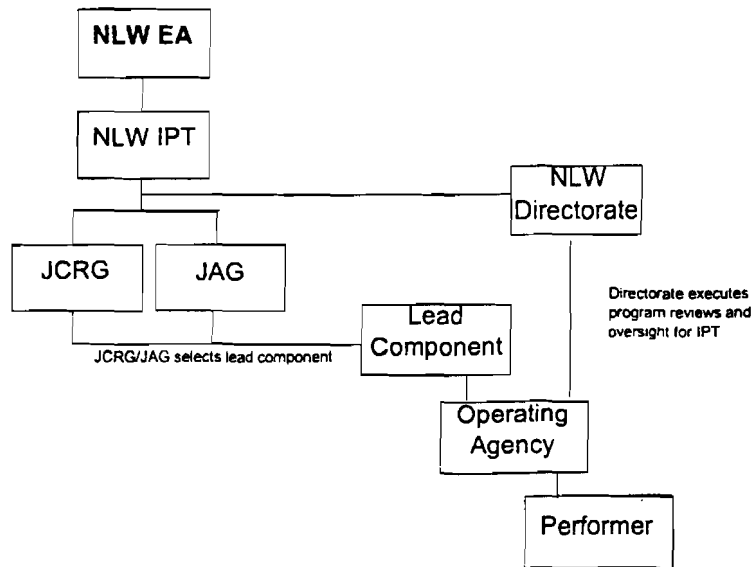 NLW EA
NLW IPT
NLW
Directorate
JCRG
JAG
Directorate executes
program reviews and
oversight for IPT
Lead
Component
JCRG/JAG selects lead component
Operating
Agency
Performer